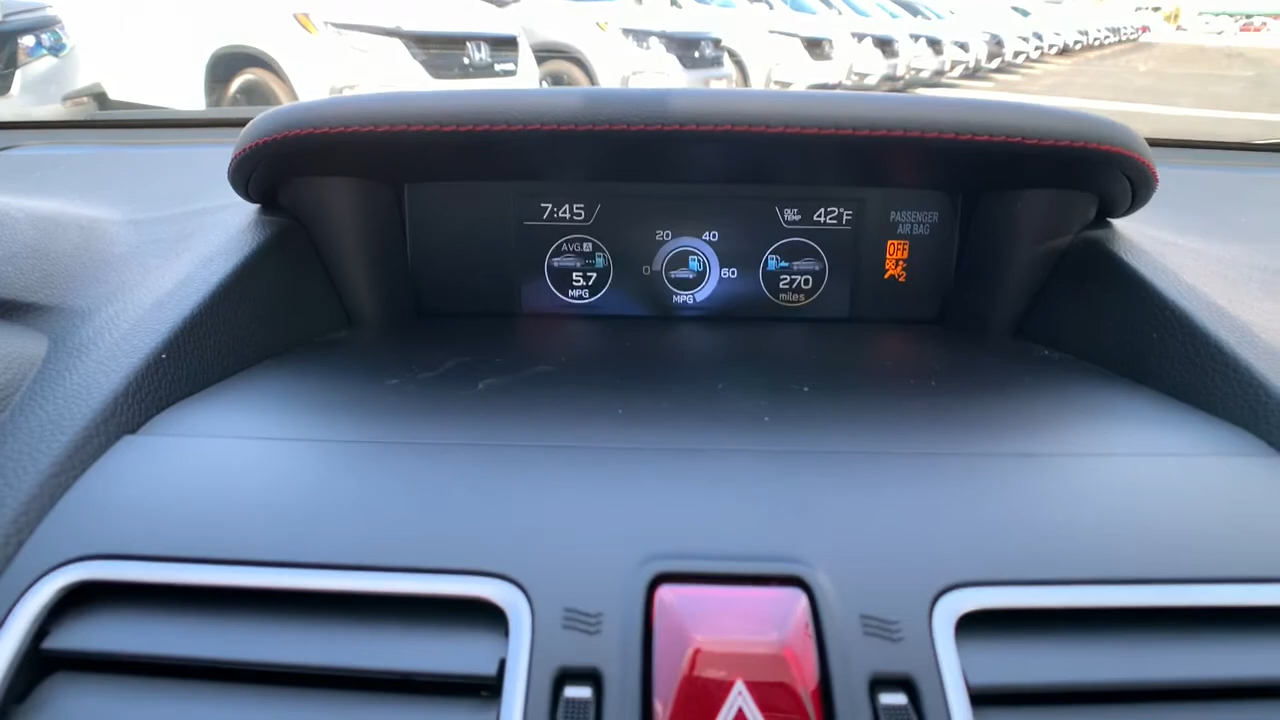 7:45
OUT TEMP 42°F
PASSENGER
AIR BAG
OFF
2
AVG.A
5.7
MPG
0 20 40 60
MPG
270
miles